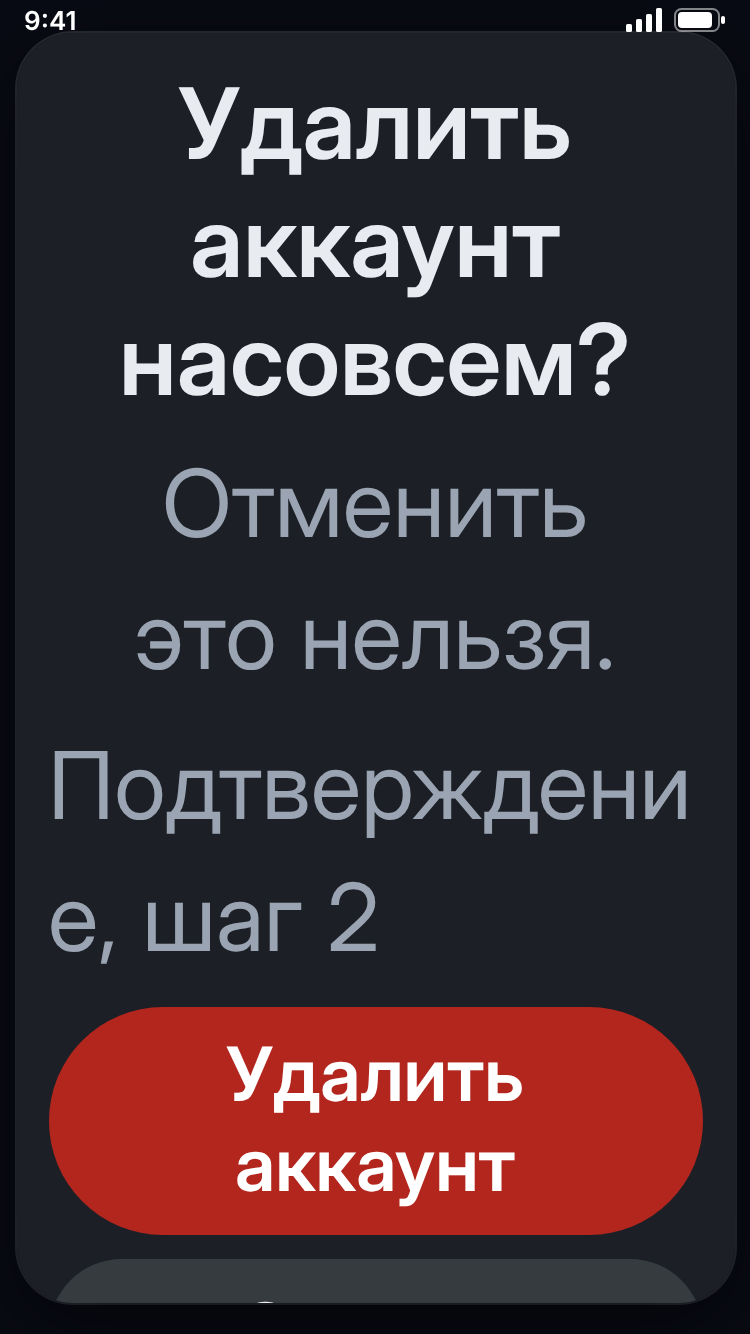 9:41
Удалить
аккаунт
насовсем?
Отменить
это нельзя.
Подтверждени
е, шаг 2
Удалить
аккаунт